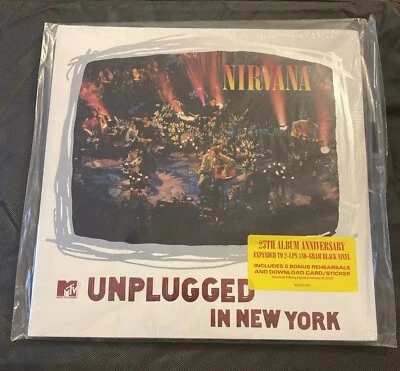 NIRVANA
25TH ALBUM ANNIVERSARY
EXPANDED TO 2-LPS 180-GRAM BLACK VINYL
INCLUDES 5 BONUS REHEARSALS
AND DOWNLOAD CARD/STICKER
MTV UNPLUGGED
IN NEW YORK